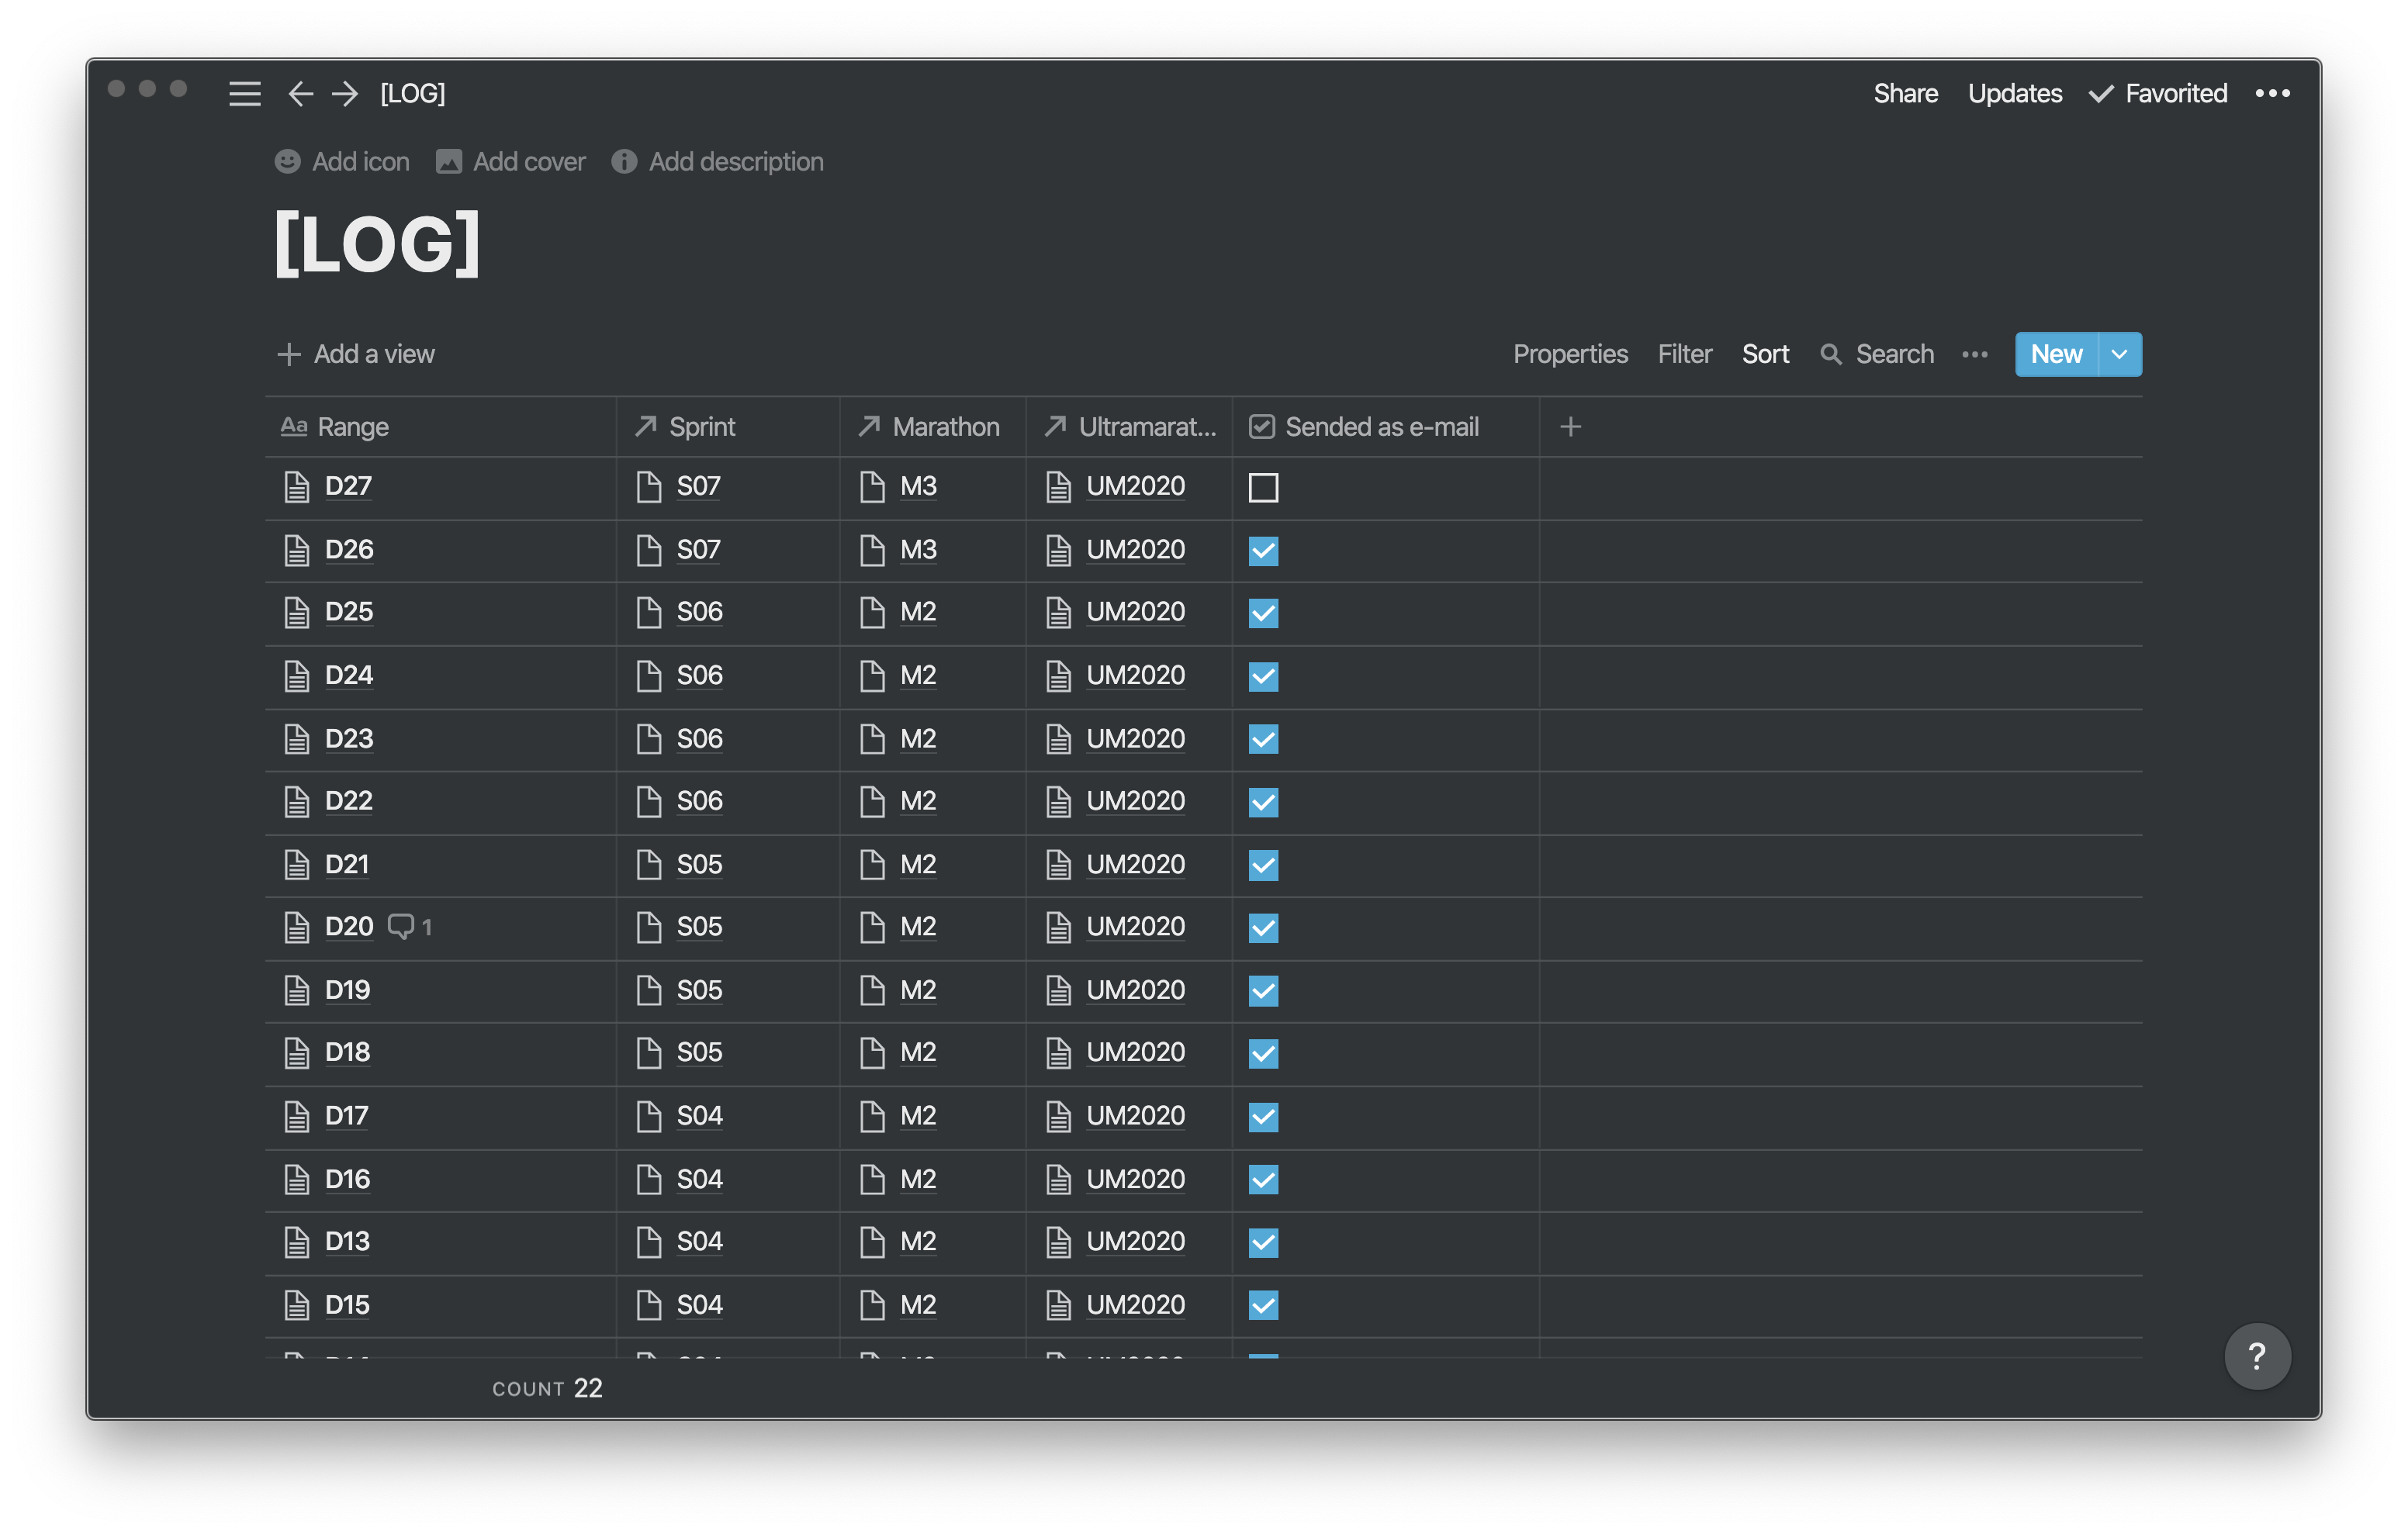 [LOG] Share Updates Favorited
Add icon Add cover Add description
[LOG]
Add a view Properties Filter Sort Search New
Aa Range Sprint Marathon Ultramarat... Sended as e-mail
D27 S07 M3 UM2020
D26 S07 M3 UM2020
D25 S06 M2 UM2020
D24 S06 M2 UM2020
D23 S06 M2 UM2020
D22 S06 M2 UM2020
D21 S05 M2 UM2020
D20 1 S05 M2 UM2020
D19 S05 M2 UM2020
D18 S05 M2 UM2020
D17 S04 M2 UM2020
D16 S04 M2 UM2020
D13 S04 M2 UM2020
D15 S04 M2 UM2020
COUNT 22
?